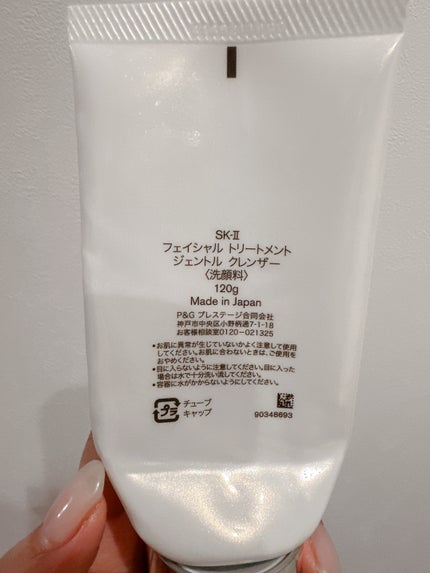 SK-II
フェイシャル トリートメント
ジェントル クレンザー
〈洗顔料〉
120g
Made in Japan
P&G プレステージ合同会社
神戸市中央区小野柄通7-1-18
お客様相談室0120-021325
•お肌に異常が生じていないかよく注意して使用
してください。お肌に合わないときは、ご使用を
おやめください。
•目に入らないように注意してください。目に入った
場合は水で十分洗い流してください。
•容器に水がかからないようにしてください。
プラ
チューブ
キャップ
90348693